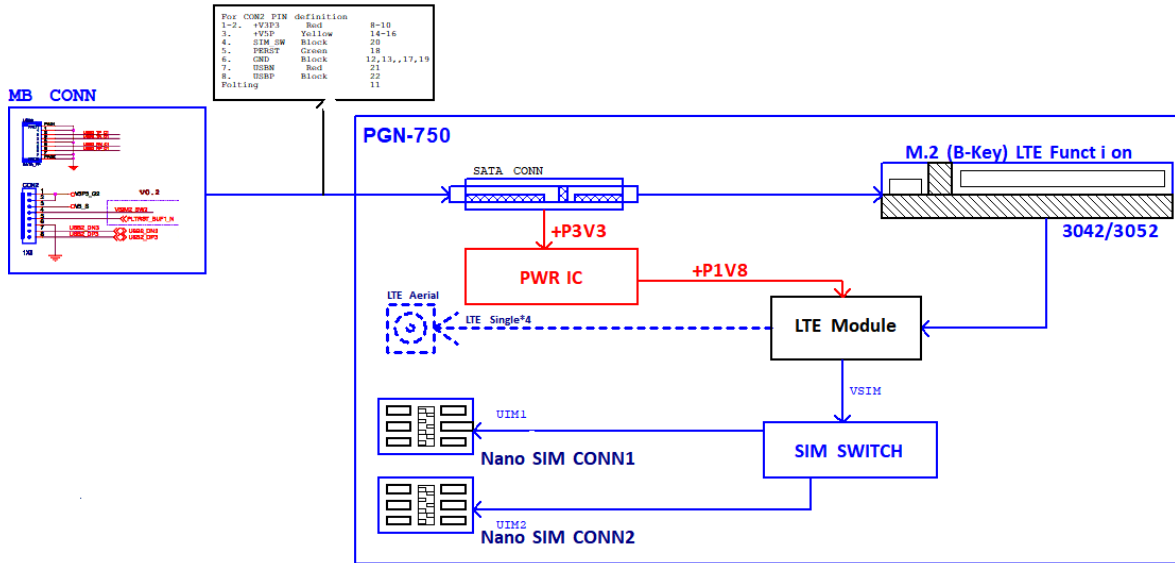 For CON2 PIN definition
1-2. +V3P3 Red 8-10
3. +V5P Yellow 14-16
4. SIM_SW Block 20
5. PERST Green 18
6. GND Block 12,13,,17,19
7. USBN Red 21
8. USBP Block 22
Folting 11
MB CONN
PGN-750
SATA CONN
M.2 (B-Key) LTE Funct i on
CON2
V0.2
1X8
3042/3052
+P3V3
PWR IC
+P1V8
LTE Aerial
LTE Single*4
LTE Module
VSIM
UIM1
SIM SWITCH
Nano SIM CONN1
UIM2
Nano SIM CONN2